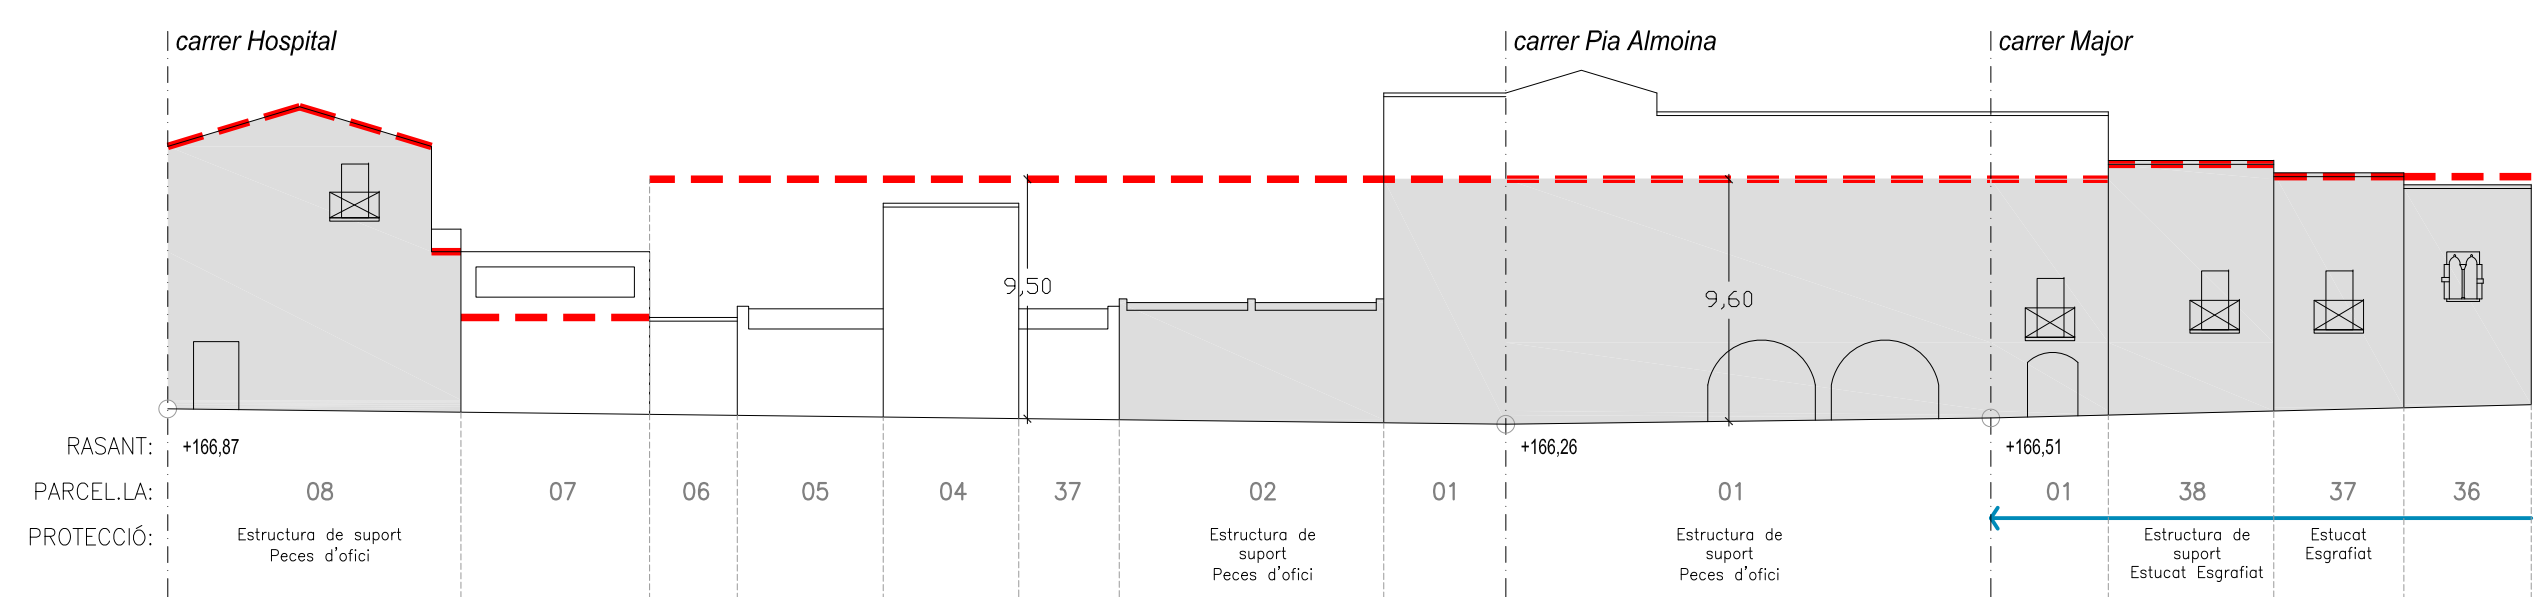 carrer Hospital carrer Pia Almoina carrer Major
9,50 9,60
RASANT: +166,87 +166,26 +166,51
PARCEL.LA: 08 07 06 05 04 37 02 01 01 01 38 37 36
PROTECCIÓ: Estructura de suport Estructura de Estructura de Estructura de Estucat
Peces d'ofici suport suport suport Esgrafiat
Peces d'ofici Peces d'ofici Estucat Esgrafiat